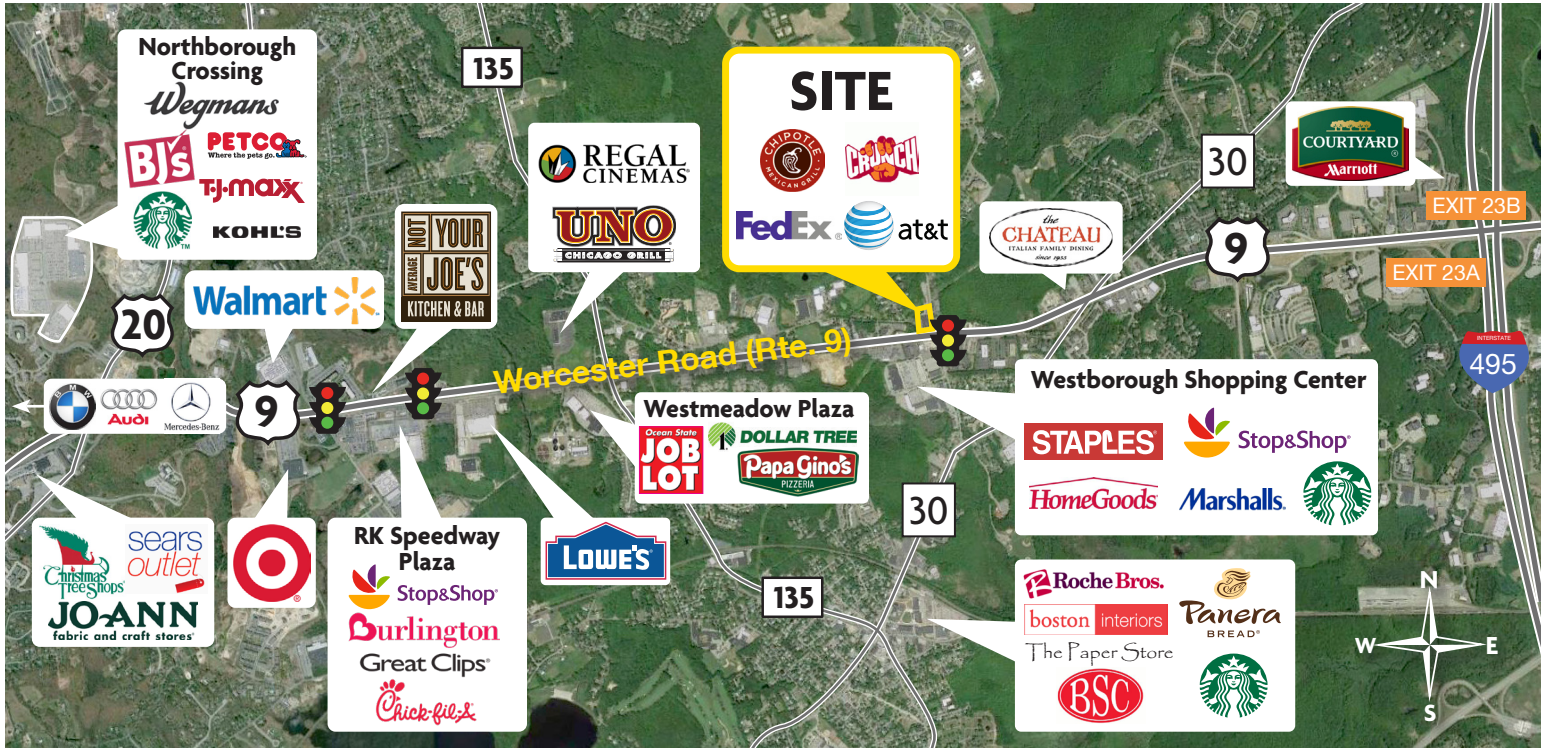 Northborough
Crossing
Wegmans
BJ's
PETCO
Where the pets go.
T·J·maxx
TM
KOHL'S
135
REGAL
CINEMAS®
UNO
CHICAGO GRILL
SITE
CHIPOTLE
MEXICAN GRILL
CRUNCH
FedEx®
at&t
the
CHATEAU
ITALIAN FAMILY DINING
since 1933
30
COURTYARD®
Marriott
EXIT 23B
9
EXIT 23A
INTERSTATE
495
20
Walmart
NOT
YOUR
AVERAGE
JOE'S
KITCHEN & BAR
Worcester Road (Rte. 9)
BMW
Audi
Mercedes-Benz
9
Westmeadow Plaza
Ocean State
JOB
LOT
DOLLAR TREE
Papa Gino's
PIZZERIA
Westborough Shopping Center
STAPLES
Stop&Shop®
HomeGoods
Marshalls.
30
Christmas
Tree Shops®
sears
outlet
JO-ANN
fabric and craft stores®
RK Speedway
Plaza
Stop&Shop®
Burlington
Great Clips®
Chick-fil-A
LOWE'S
135
Roche Bros.
boston interiors
The Paper Store
BSC
Panera
BREAD®
N
W
E
S